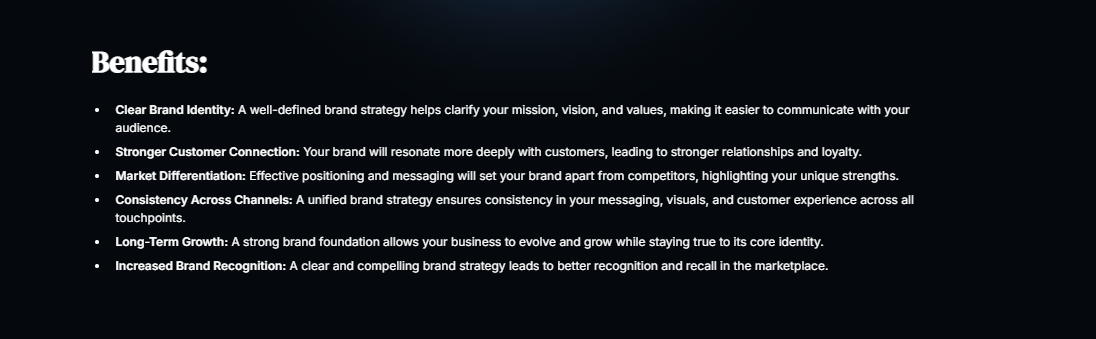 Benefits:
• Clear Brand Identity: A well-defined brand strategy helps clarify your mission, vision, and values, making it easier to communicate with your
audience.
• Stronger Customer Connection: Your brand will resonate more deeply with customers, leading to stronger relationships and loyalty.
• Market Differentiation: Effective positioning and messaging will set your brand apart from competitors, highlighting your unique strengths.
• Consistency Across Channels: A unified brand strategy ensures consistency in your messaging, visuals, and customer experience across all
touchpoints.
• Long-Term Growth: A strong brand foundation allows your business to evolve and grow while staying true to its core identity.
• Increased Brand Recognition: A clear and compelling brand strategy leads to better recognition and recall in the marketplace.